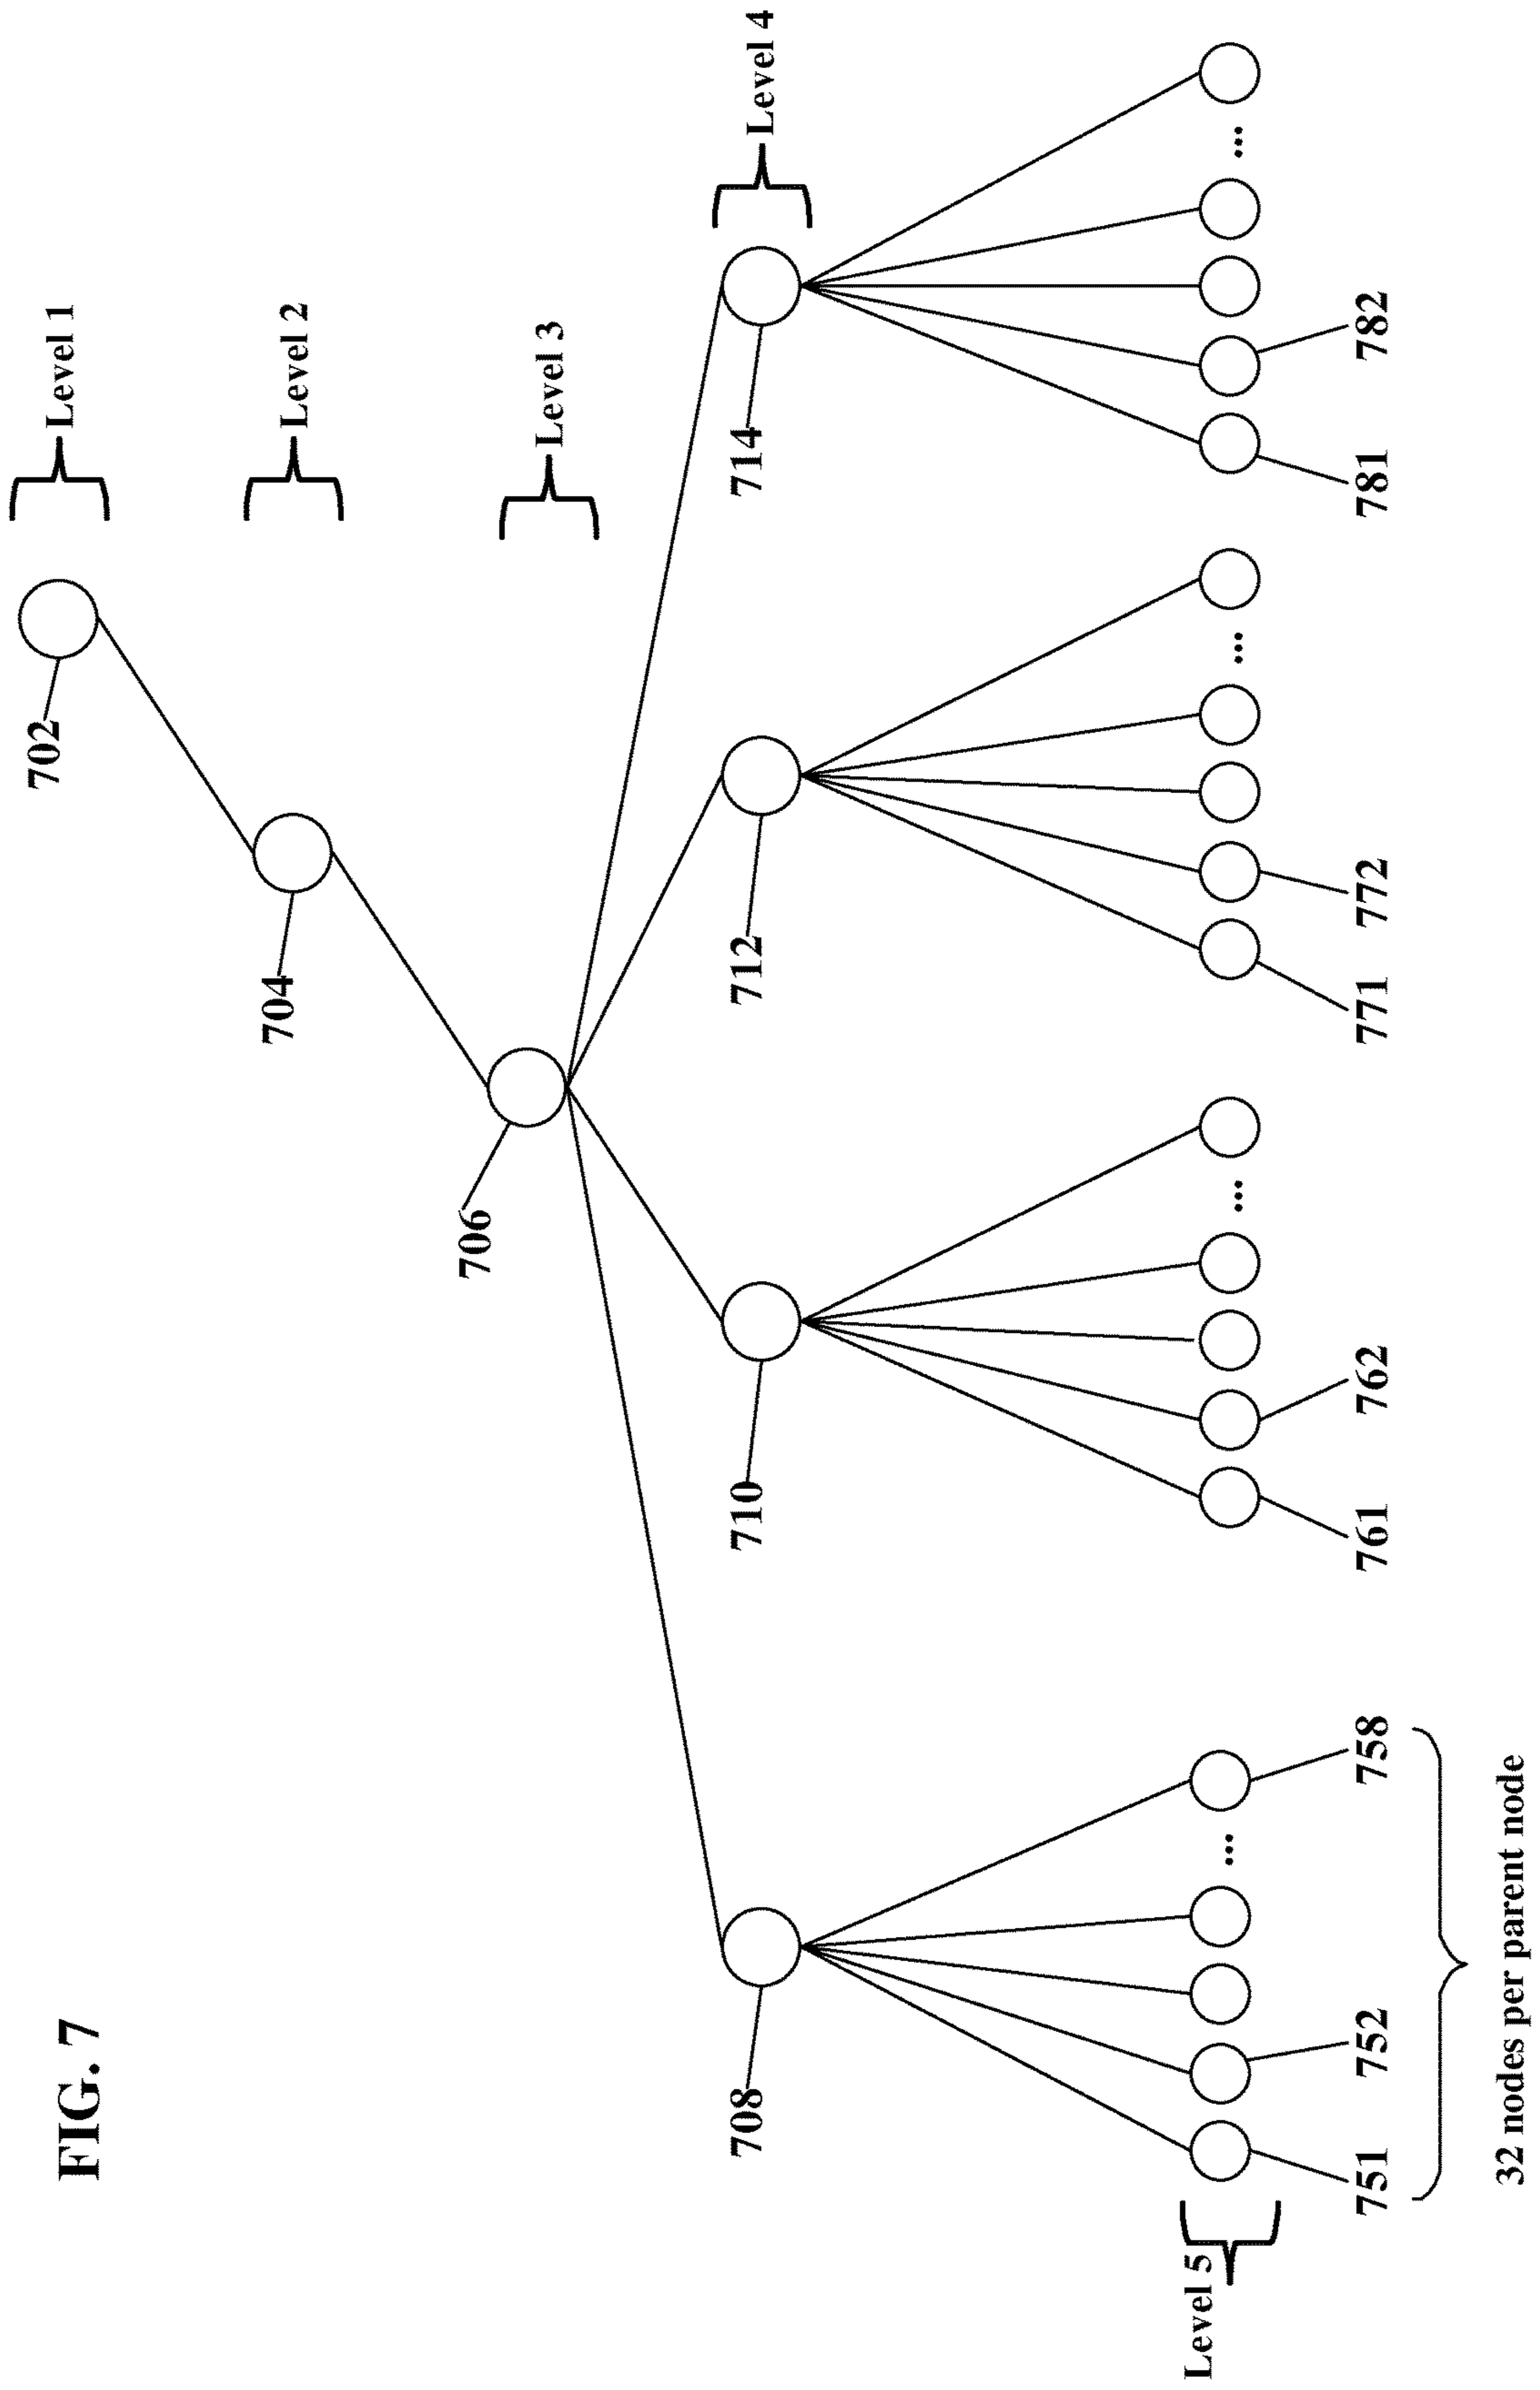 FIG. 7
702
Level 1
704
Level 2
706
Level 3
708
710
712
714
Level 4
Level 5
751
752
758
761
762
771
772
781
782
32 nodes per parent node